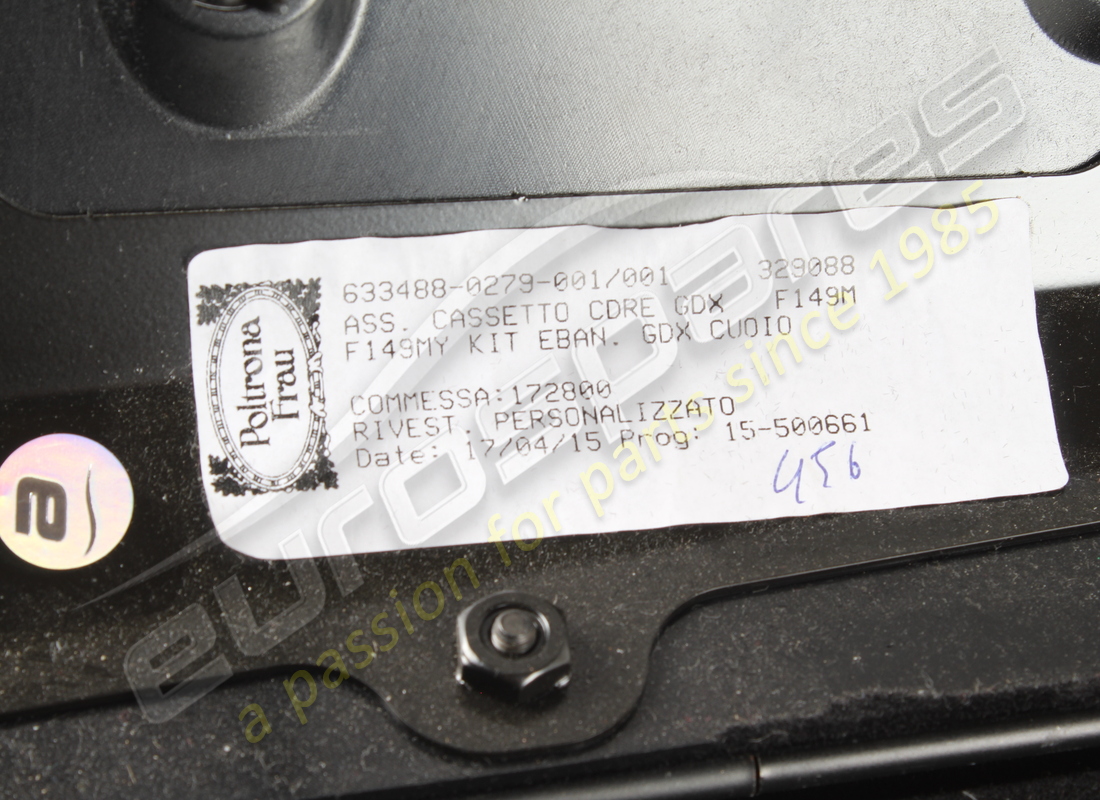 Poltrona
Frau
633488-0279-001/001 329088
ASS. CASSETTO CDRE GDX F149M
F149MY KIT EBAN. GDX CUOIO
COMMESSA:172800
RIVEST. PERSONALIZZATO
Date: 17/04/15 Prog: 15-500661
456
e
eurospares
a passion for parts since 1985